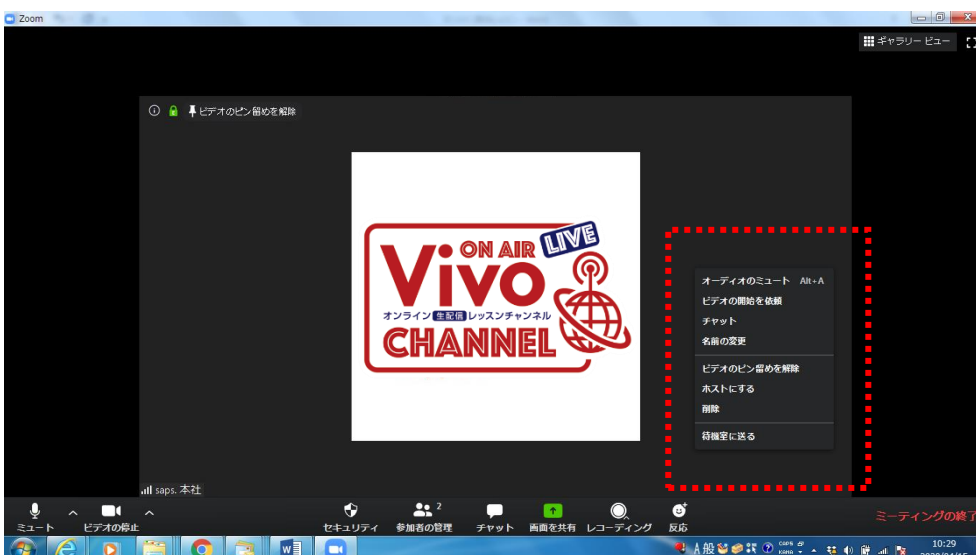 Zoom
ギャラリー ビュー
ビデオのピン留めを解除
ON AIR LIVE
Vivo
オンライン 生配信 レッスンチャンネル
CHANNEL
オーディオのミュート Alt+A
ビデオの開始を依頼
チャット
名前の変更
ビデオのピン留めを解除
ホストにする
削除
待機室に送る
saps. 本社
ミュート
ビデオの停止
セキュリティ
2
参加者の管理
チャット
画面を共有
レコーディング
反応
ミーティングの終了
A 般
CAPS
KANA
10:29